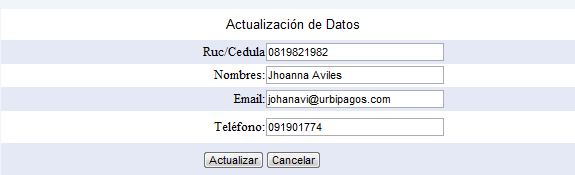 Actualización de Datos
Ruc/Cedula 0819821982
Nombres: Jhoanna Aviles
Email: johanavi@urbipagos.com
Teléfono: 091901774
Actualizar Cancelar